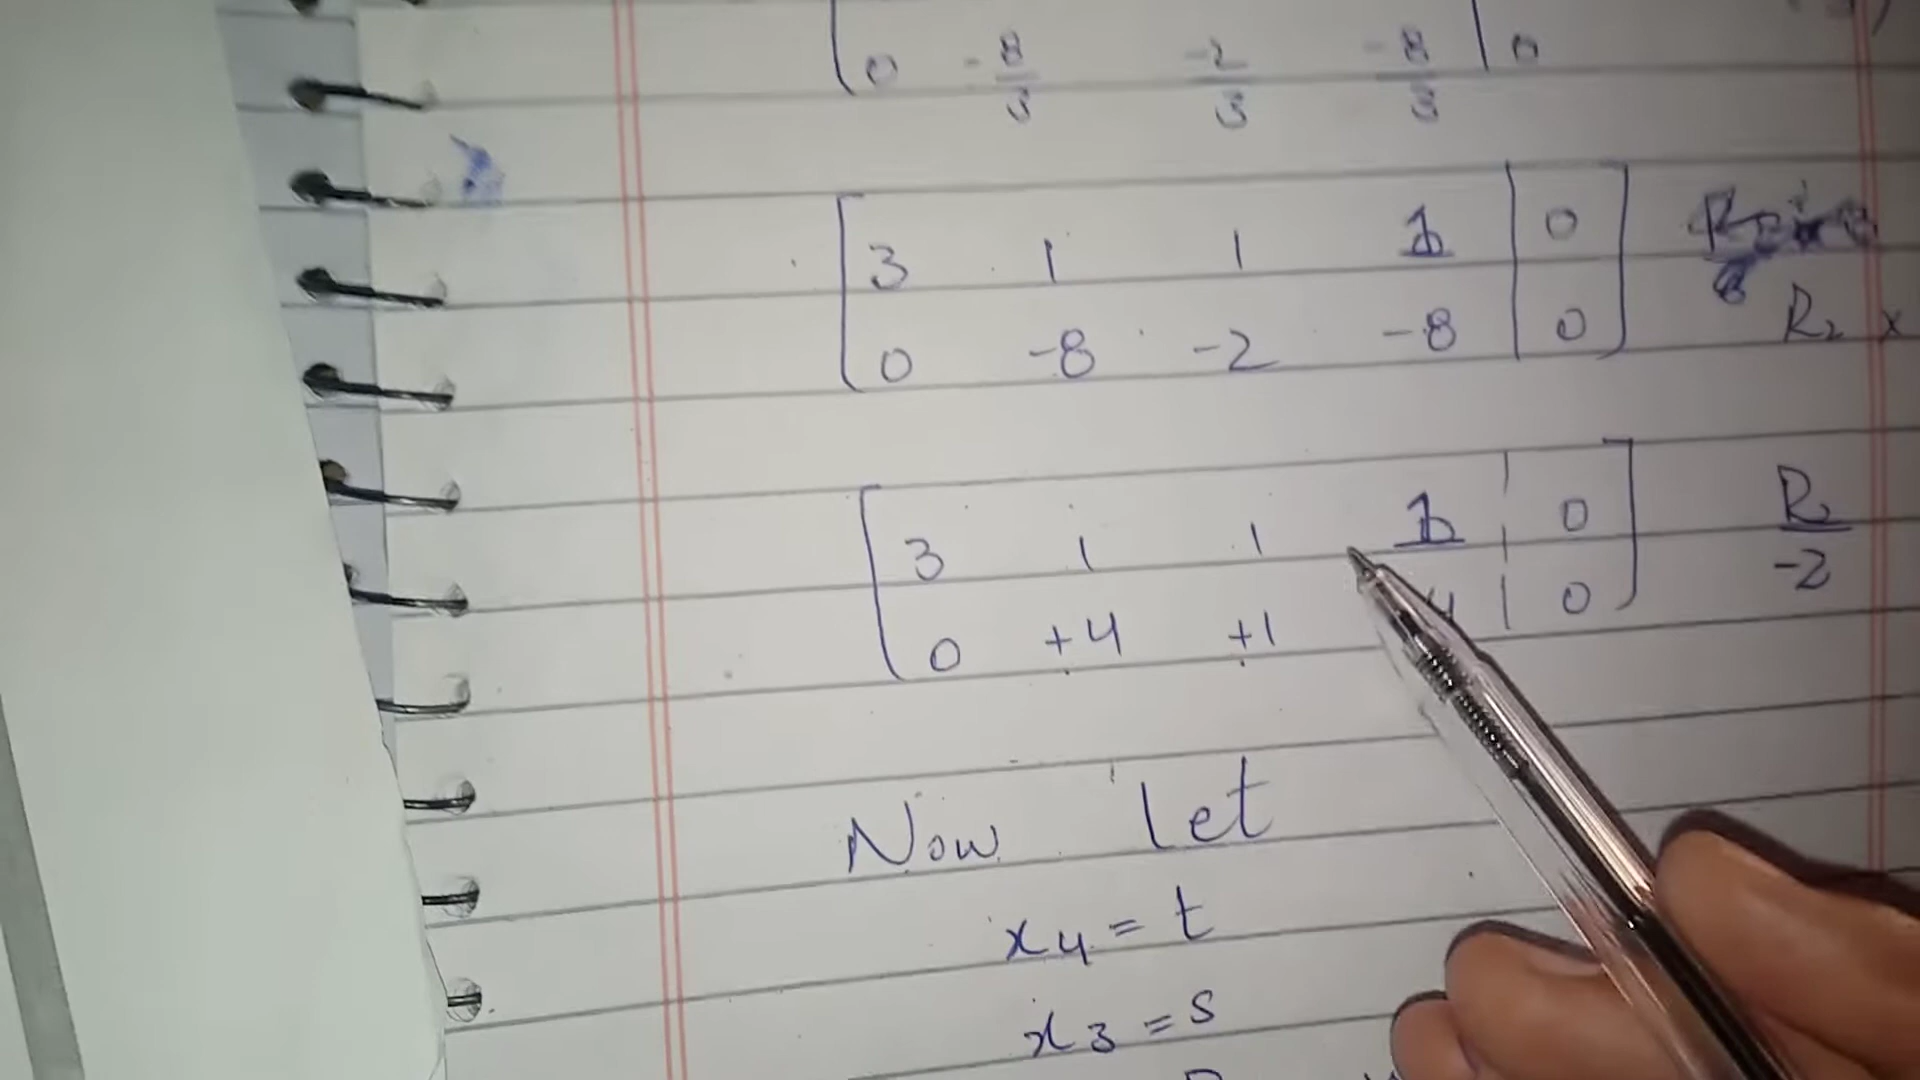 0 -8/3 -2/3 -8/3 | 0
3 1 1 1 | 0
0 -8 -2 -8 | 0 R2 x
3 1 1 1 | 0 R2/-2
0 +4 +1 4 | 0
Now let
x4 = t
x3 = s